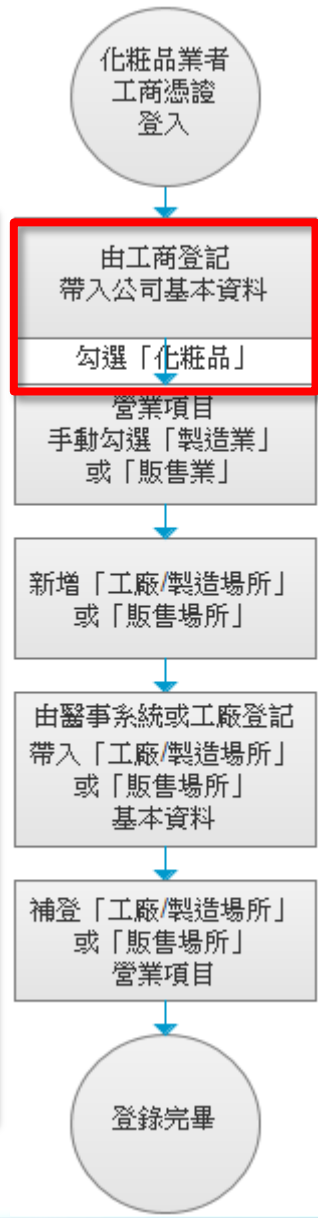 化粧品業者
工商憑證
登入
由工商登記
帶入公司基本資料
勾選「化粧品」
營業項目
手動勾選「製造業」
或「販售業」
新增「工廠/製造場所」
或「販售場所」
由醫事系統或工廠登記
帶入「工廠/製造場所」
或「販售場所」
基本資料
補登「工廠/製造場所」
或「販售場所」
營業項目
登錄完畢